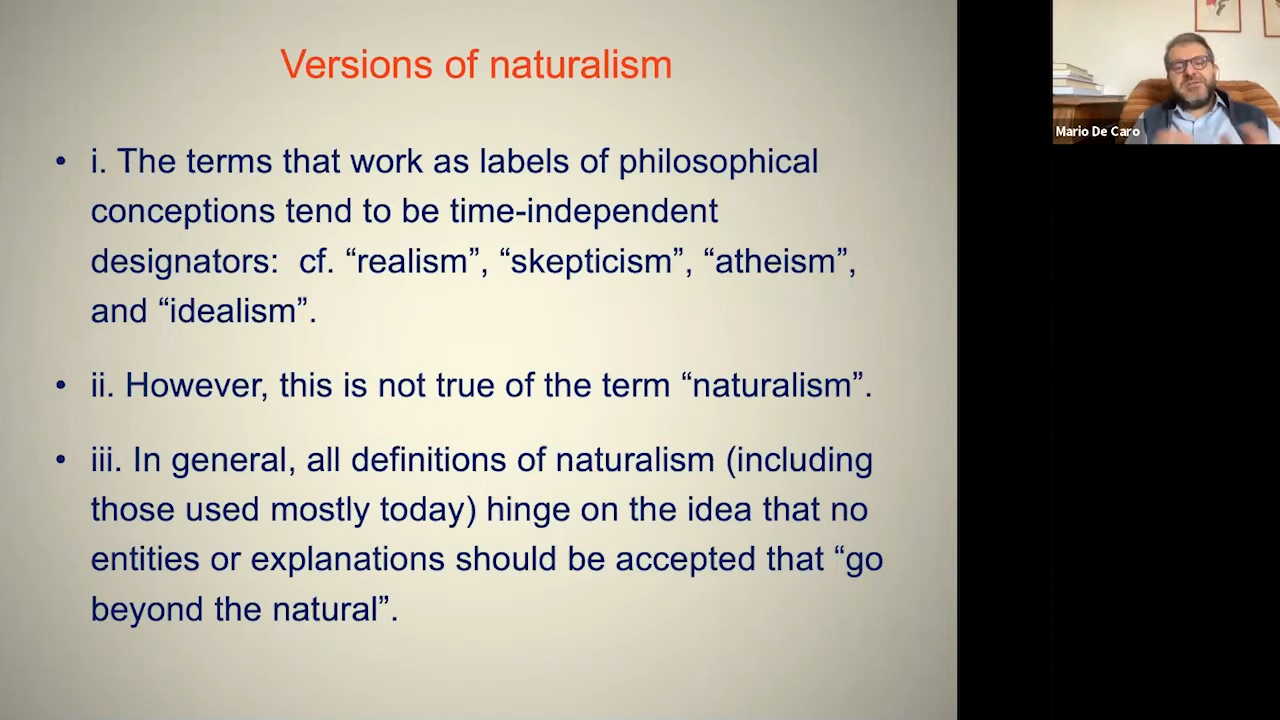 Versions of naturalism
• i. The terms that work as labels of philosophical
conceptions tend to be time-independent
designators:  cf. “realism”, “skepticism”, “atheism”,
and “idealism”.
• ii. However, this is not true of the term “naturalism”.
• iii. In general, all definitions of naturalism (including
those used mostly today) hinge on the idea that no
entities or explanations should be accepted that “go
beyond the natural”.
Mario De Caro